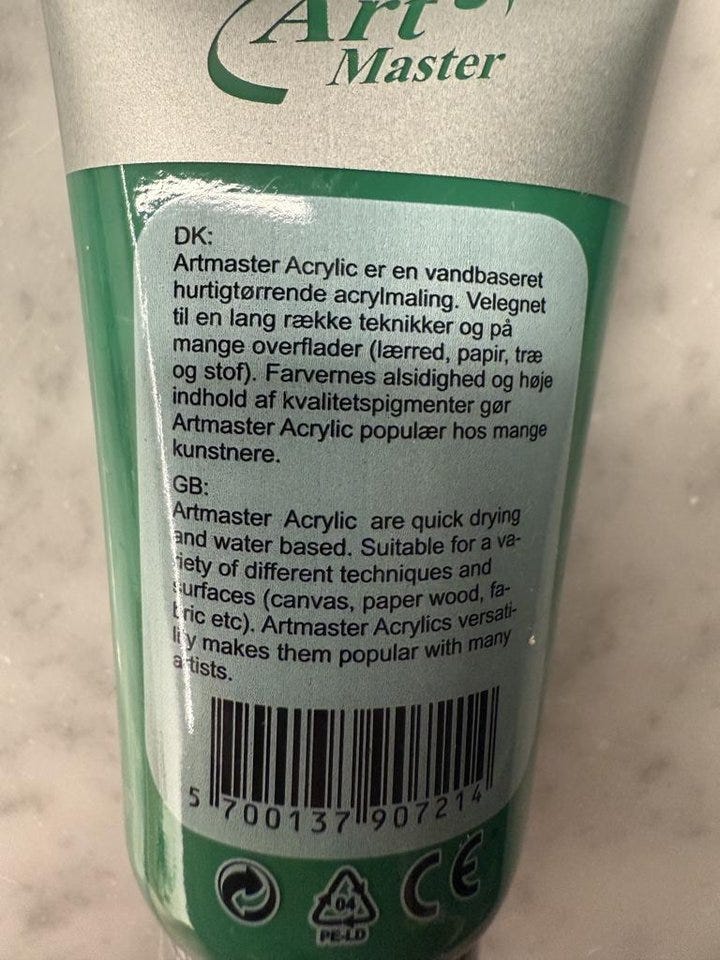 Art
Master
DK:
Artmaster Acrylic er en vandbaseret
hurtigtørrende acrylmaling. Velegnet
til en lang række teknikker og på
mange overflader (lærred, papir, træ
og stof). Farvernes alsidighed og høje
indhold af kvalitetspigmenter gør
Artmaster Acrylic populær hos mange
kunstnere.
GB:
Artmaster Acrylic are quick drying
and water based. Suitable for a va-
riety of different techniques and
surfaces (canvas, paper wood, fa-
bric etc). Artmaster Acrylics versati-
lity makes them popular with many
artists.
5 700137 907214
04
PE-LD
CE